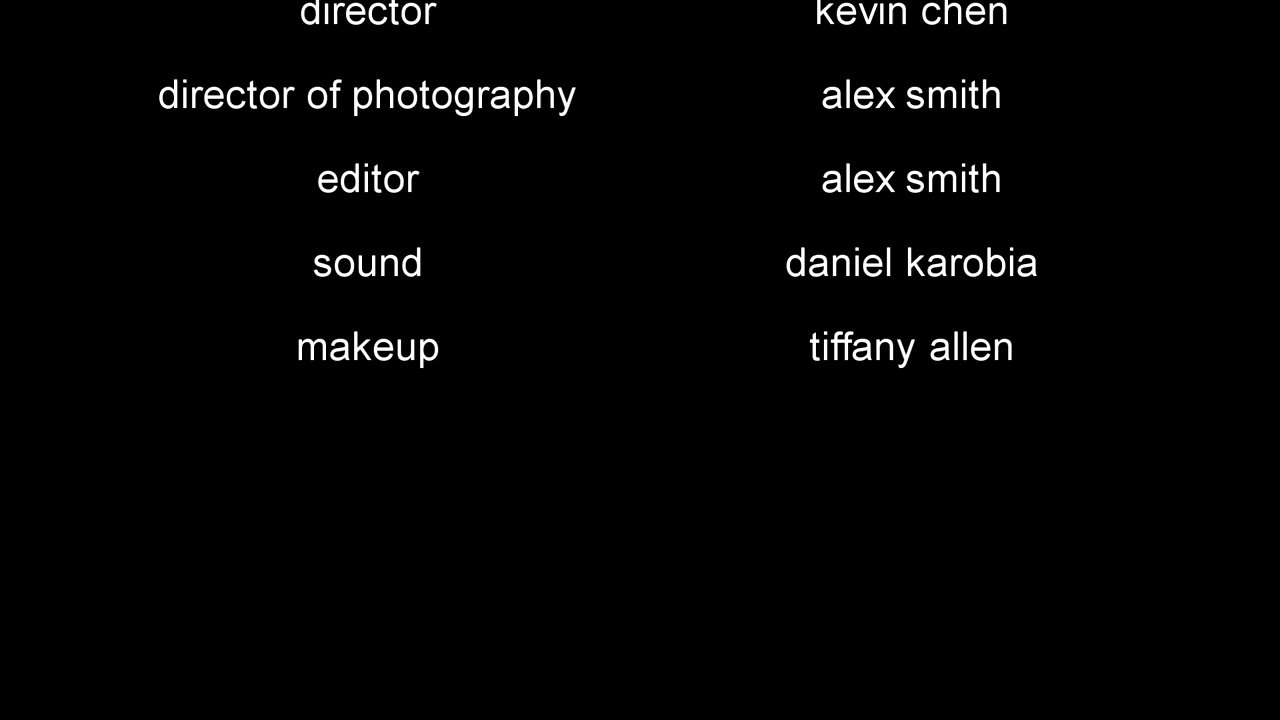 director kevin chen
director of photography alex smith
editor alex smith
sound daniel karobia
makeup tiffany allen